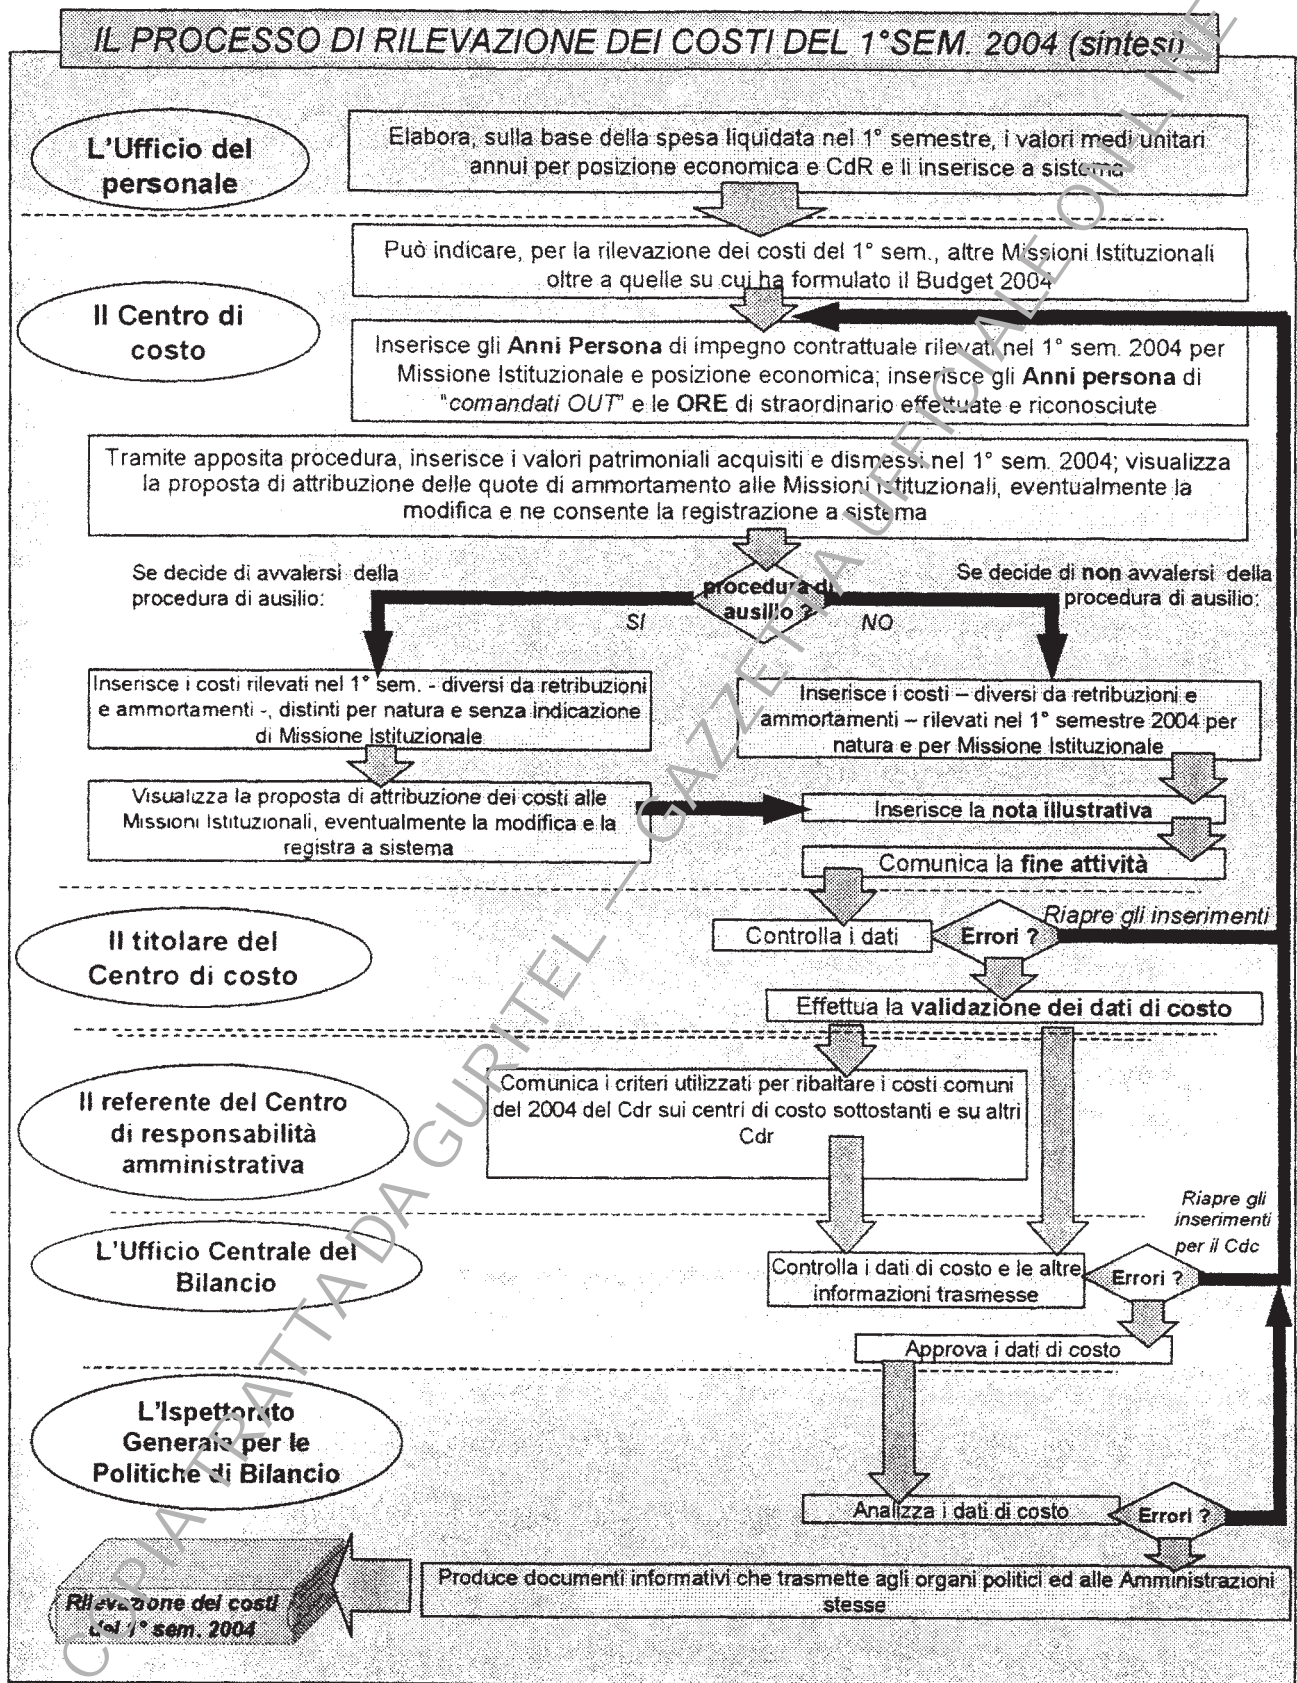 IL PROCESSO DI RILEVAZIONE DEI COSTI DEL 1°SEM. 2004 (sintesi)
L'Ufficio del
personale
Elabora, sulla base della spesa liquidata nel 1° semestre, i valori medi unitari
annui per posizione economica e CdR e li inserisce a sistema
Può indicare, per la rilevazione dei costi del 1° sem., altre Missioni Istituzionali
oltre a quelle su cui ha formulato il Budget 2004
Il Centro di
costo
Inserisce gli Anni Persona di impegno contrattuale rilevati nel 1° sem. 2004 per
Missione Istituzionale e posizione economica; inserisce gli Anni persona di
"comandati OUT" e le ORE di straordinario effettuate e riconosciute
Tramite apposita procedura, inserisce i valori patrimoniali acquisiti e dismessi nel 1° sem. 2004; visualizza
la proposta di attribuzione delle quote di ammortamento alle Missioni Istituzionali, eventualmente la
modifica e ne consente la registrazione a sistema
Se decide di avvalersi della
procedura di ausilio:
procedura di
ausilio ?
SI
NO
Se decide di non avvalersi della
procedura di ausilio:
Inserisce i costi rilevati nel 1° sem. - diversi da retribuzioni
e ammortamenti -, distinti per natura e senza indicazione
di Missione Istituzionale
Inserisce i costi – diversi da retribuzioni e
ammortamenti – rilevati nel 1° semestre 2004 per
natura e per Missione Istituzionale
Visualizza la proposta di attribuzione dei costi alle
Missioni Istituzionali, eventualmente la modifica e la
registra a sistema
Inserisce la nota illustrativa
Comunica la fine attività
Il titolare del
Centro di costo
Controlla i dati
Errori ?
Riapre gli inserimenti
Effettua la validazione dei dati di costo
Il referente del Centro
di responsabilità
amministrativa
Comunica i criteri utilizzati per ribaltare i costi comuni
del 2004 del Cdr sui centri di costo sottostanti e su altri
Cdr
L'Ufficio Centrale del
Bilancio
Controlla i dati di costo e le altre
informazioni trasmesse
Errori ?
Riapre gli
inserimenti
per il Cdc
Approva i dati di costo
L'Ispettorato
Generale per le
Politiche di Bilancio
Analizza i dati di costo
Errori ?
Produce documenti informativi che trasmette agli organi politici ed alle Amministrazioni
stesse
Rilevazione dei costi
del 1° sem. 2004
COPIA TRATTA DA GURITEL — GAZZETTA UFFICIALE ON LINE